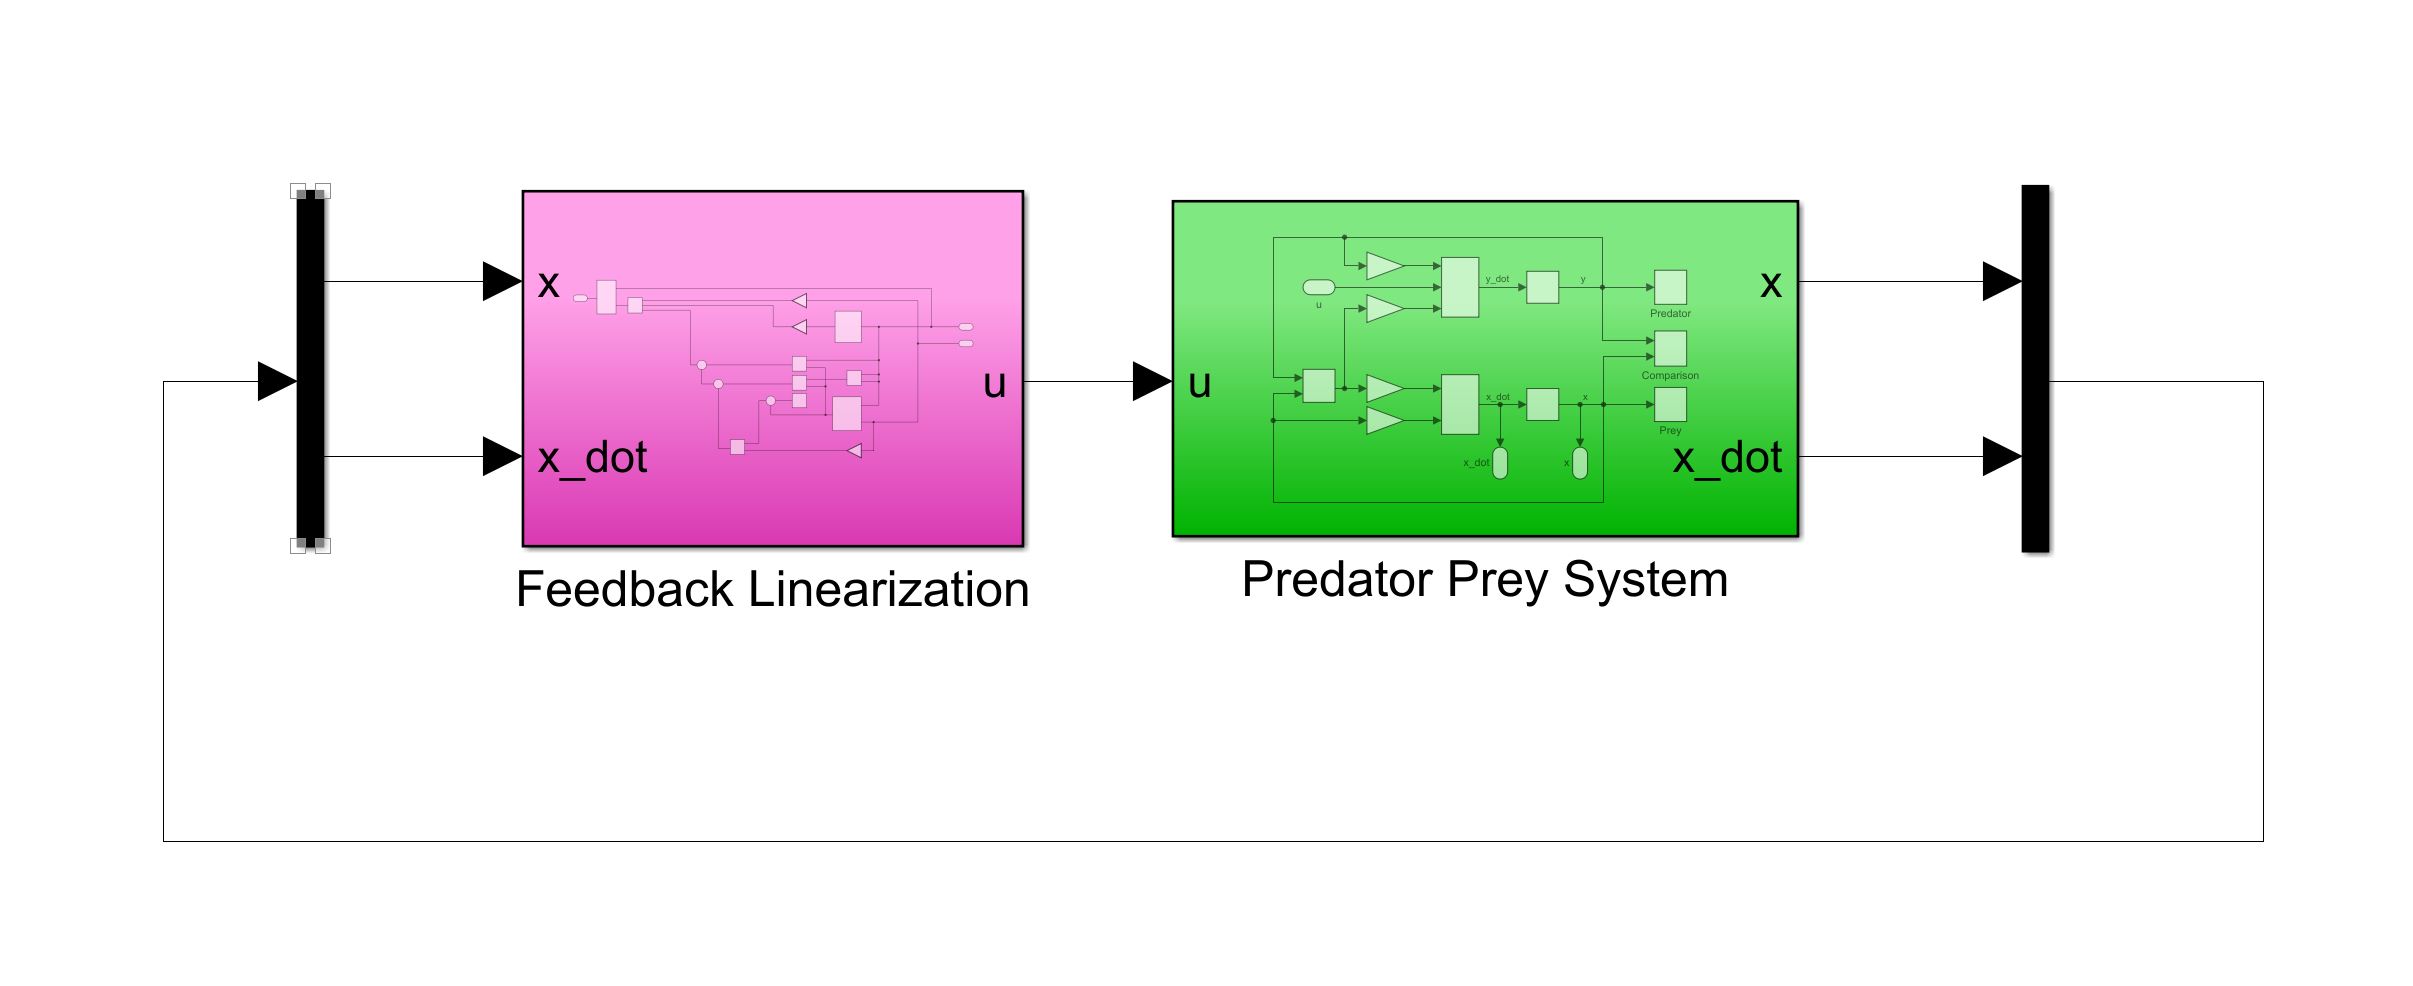 x
x_dot
u
Feedback Linearization
u
x
x_dot
u
y_dot
y
Predator
Comparison
x_dot
x
Prey
x_dot
x
Predator Prey System